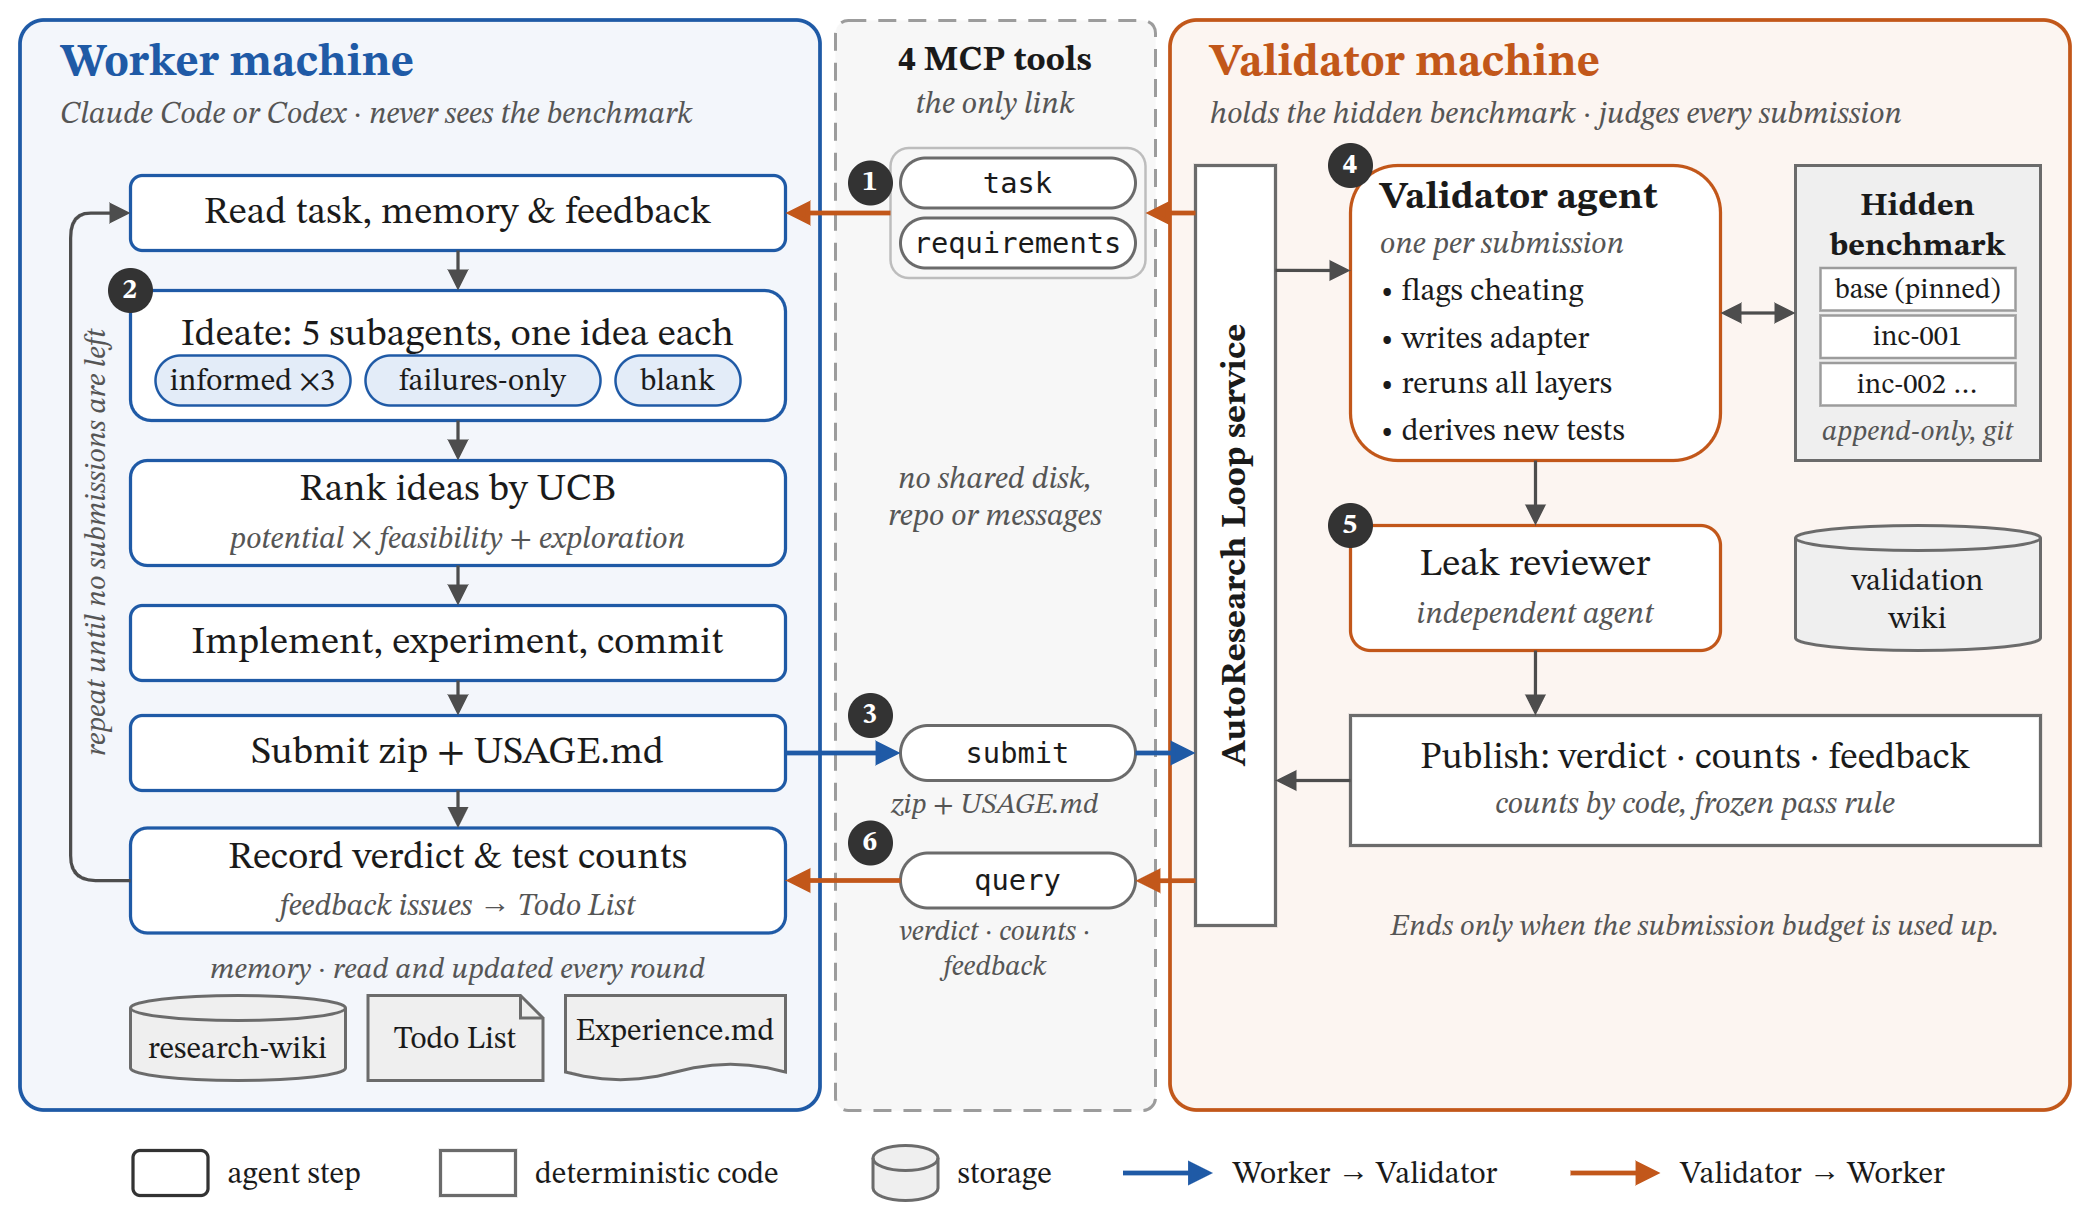 Worker machine
Claude Code or Codex · never sees the benchmark
Read task, memory & feedback
2
Ideate: 5 subagents, one idea each
informed ×3
failures-only
blank
Rank ideas by UCB
potential × feasibility + exploration
Implement, experiment, commit
Submit zip + USAGE.md
Record verdict & test counts
feedback issues → Todo List
repeat until no submissions are left
memory · read and updated every round
research-wiki
Todo List
Experience.md
4 MCP tools
the only link
1
task
requirements
no shared disk,
repo or messages
3
submit
zip + USAGE.md
6
query
verdict · counts ·
feedback
Validator machine
holds the hidden benchmark · judges every submission
AutoResearch Loop service
4
Validator agent
one per submission
• flags cheating
• writes adapter
• reruns all layers
• derives new tests
Hidden
benchmark
base (pinned)
inc-001
inc-002 ...
append-only, git
5
Leak reviewer
independent agent
validation
wiki
Publish: verdict · counts · feedback
counts by code, frozen pass rule
Ends only when the submission budget is used up.
agent step
deterministic code
storage
Worker → Validator
Validator → Worker